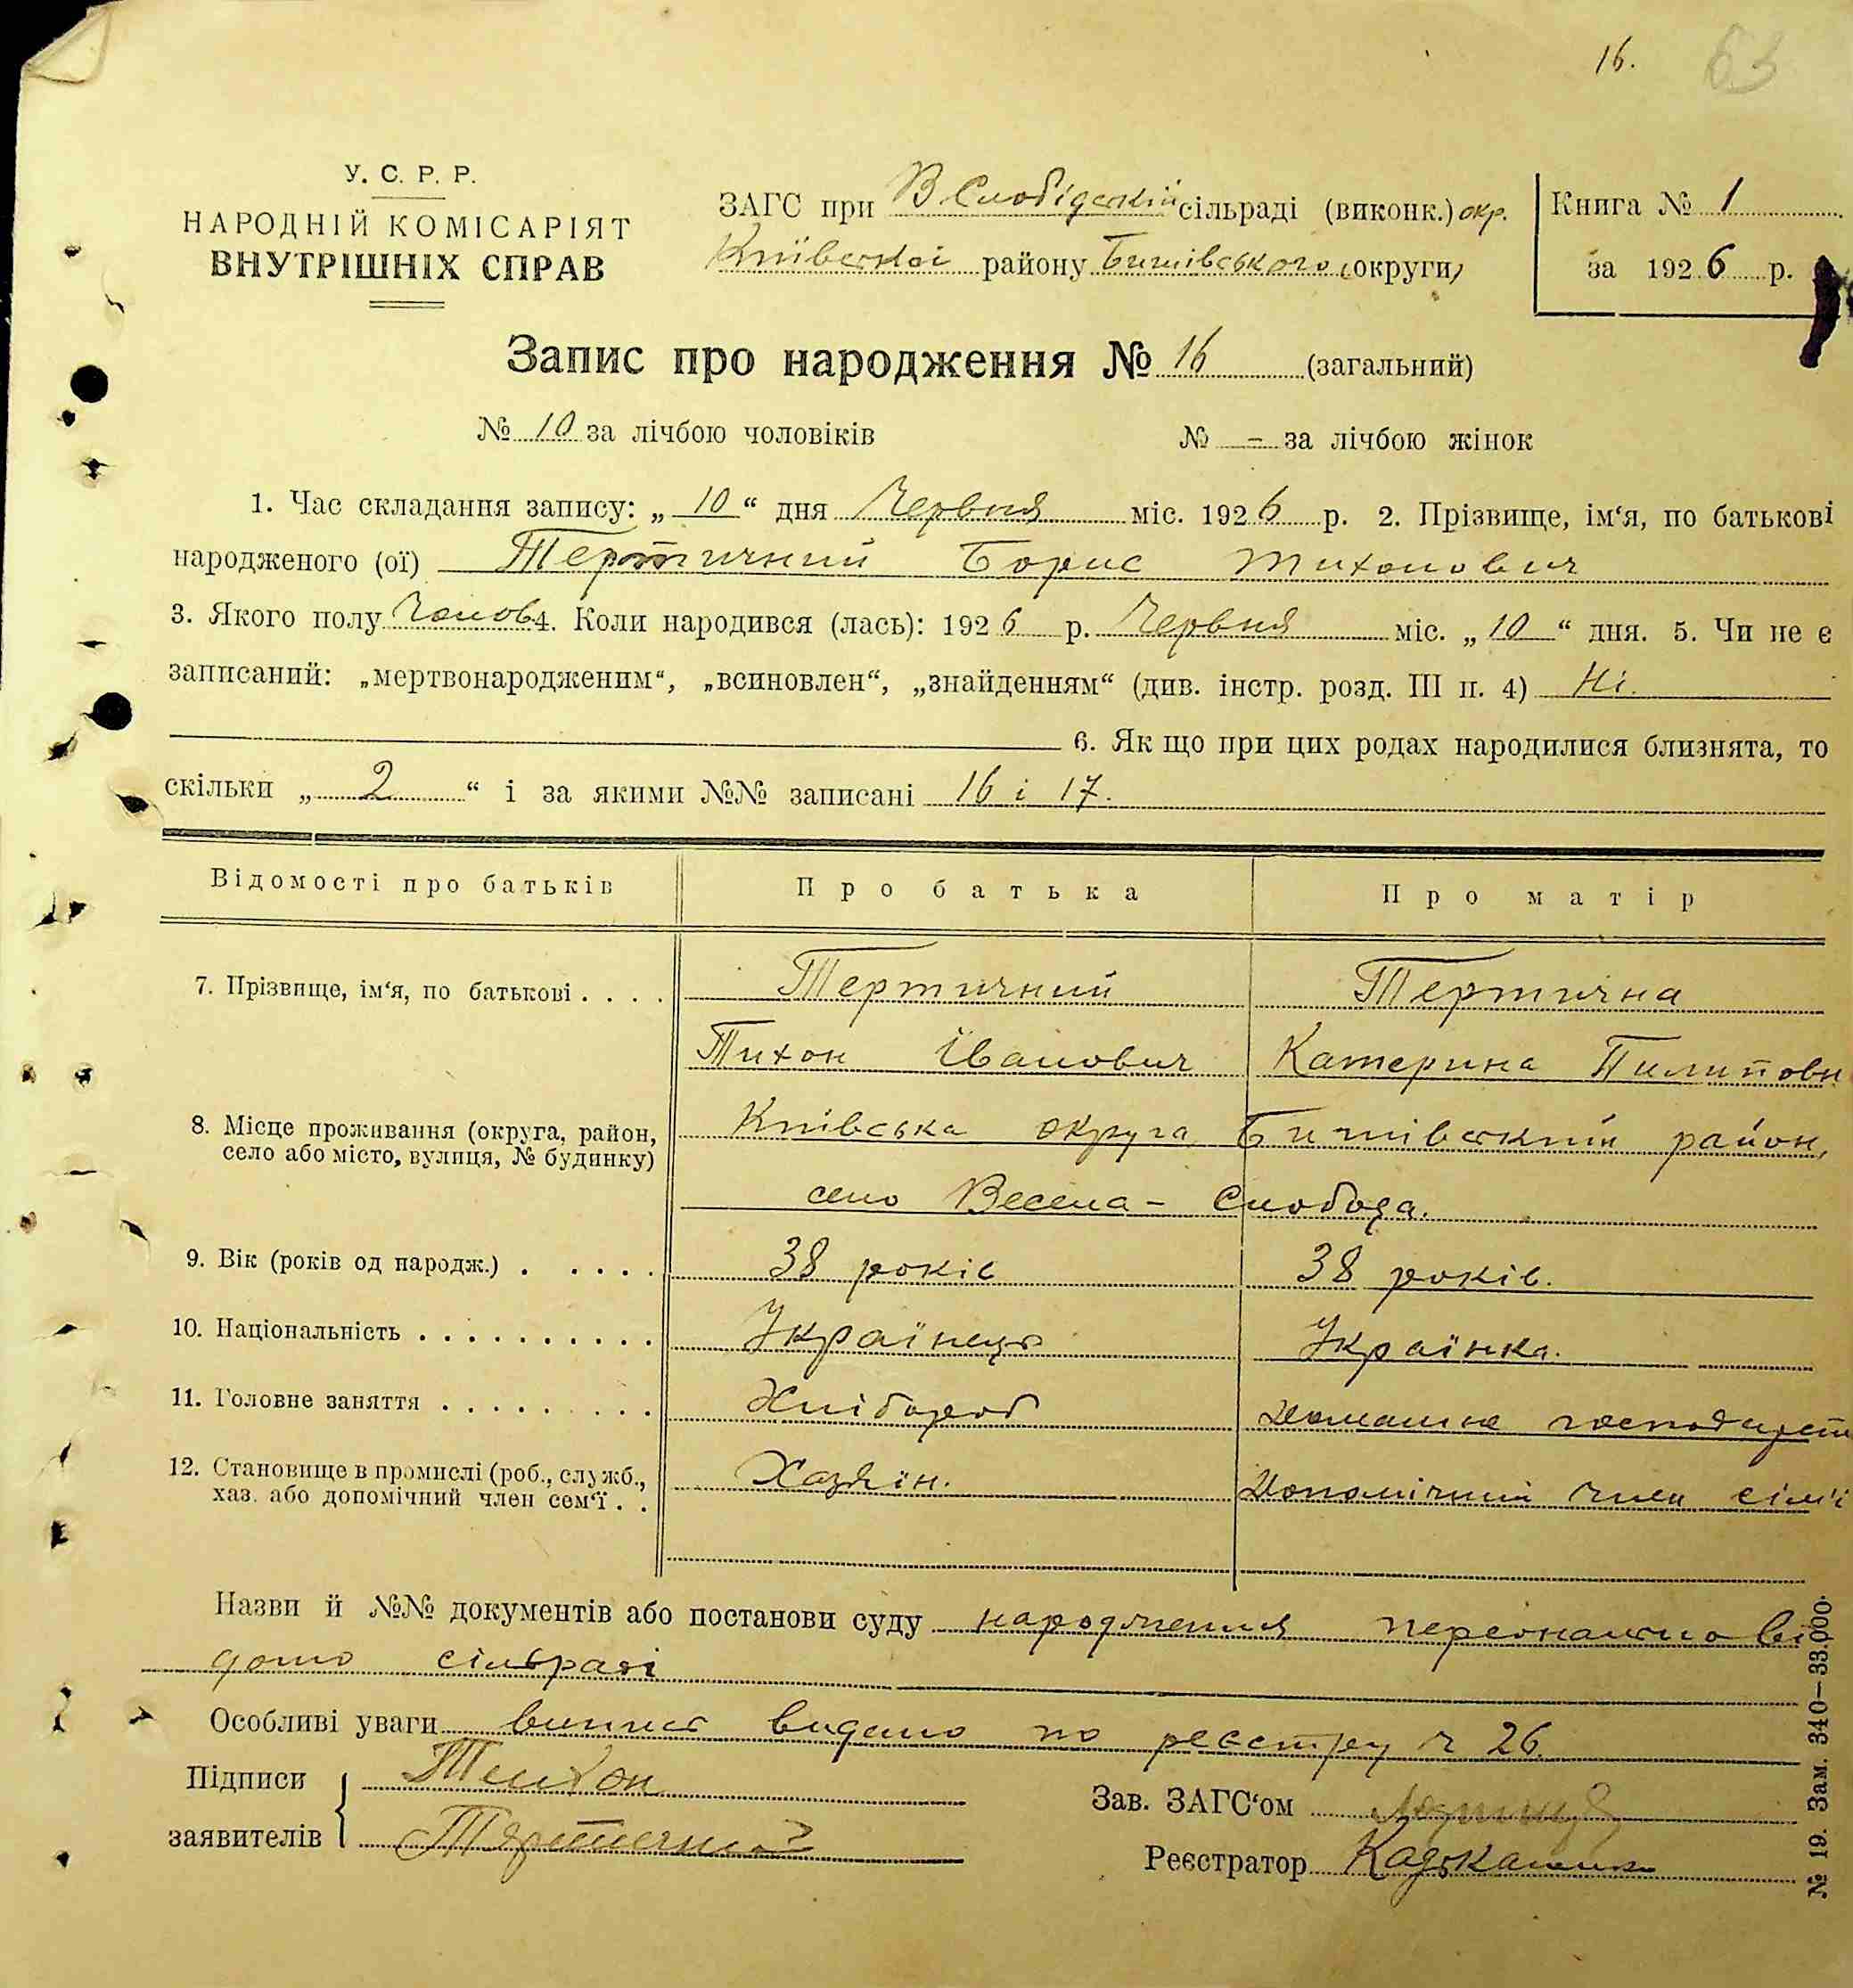 16. 63
У. С. Р. Р.
НАРОДНІЙ КОМІСАРІЯТ
ВНУТРІШНІХ СПРАВ
ЗАГС при В Слобідський сільраді (виконк.) окр.
Київської району Бишівського округи,
Книга № 1
за 1926 р.
Запис про народження № 16 (загальний)
№ 10 за лічбою чоловіків № - за лічбою жінок
1. Час складання запису: „ 10 “ дня Червня міс. 1926 р. 2. Прізвище, ім‘я, по батькові
народженого (ої) Тертичний Борис Тихонович
3. Якого полу Чолов 4. Коли народився (лась): 1926 р. Червня міс. „ 10 “ дня. 5. Чи не є
записаний: „мертвонародженим“, „всиновлен“, „знайденням“ (див. інстр. розд. III п. 4) Ні.
6. Як що при цих родах народилися близнята, то
скільки „ 2 “ і за якими №№ записані 16 і 17.
Відомості про батьків Про батька Про матір
7. Прізвище, ім‘я, по батькові . . . . Тертичний Тертична
Тихон Іванович Катерина Пилиповн
8. Місце проживання (округа, район, Київська округа Бишівський район,
село або місто, вулиця, № будинку)
село Весела - Слобода.
9. Вік (років од народж.) . . . . . 38 років 38 років.
10. Національність . . . . . . . . . . Українець Українка.
11. Головне заняття . . . . . . . . . Хлібороб Домашнє господарст
12. Становище в промислі (роб., служб., Хазяїн. Допомічний член сім'ї
хаз. або допомічний член сем‘ї . .
Назви й №№ документів або постанови суду народження персонально ві
домо сільраді
Особливі уваги випис видано по реєстру ч 26
Підписи Тихон
заявителів Тертичний
Зав. ЗАГС‘ом
Реєстратор
№ 19. Зам. 340—33.000.